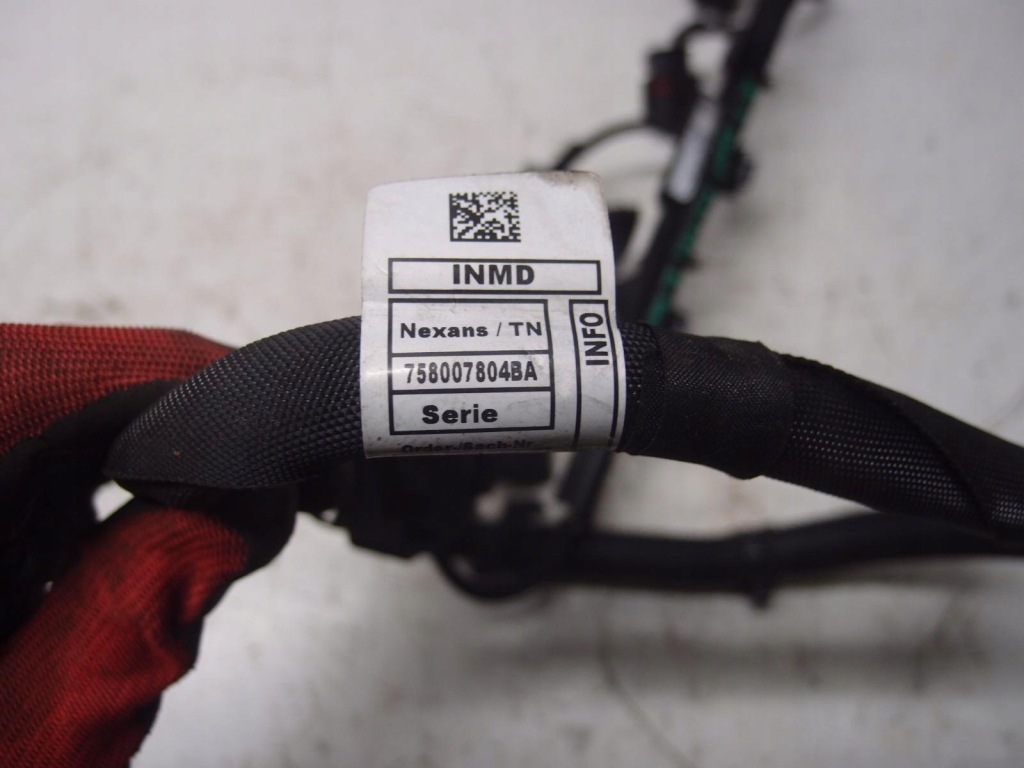 INMD
Nexans / TN
758007804BA
Serie
INFO